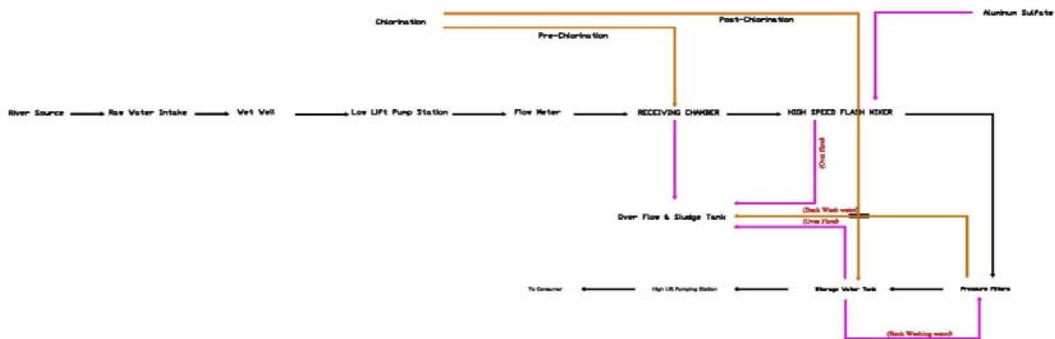 Post-Chlorination
Aluminum Sulfate
Chlorination
Pre-Chlorination
River Source
Raw Water Intake
Wet Well
Low Lift Pump Station
Flow Meter
RECEIVING CHAMBER
HIGH SPEED FLASH MIXER
(Over Flow)
(Back Wash water)
Over Flow & Sludge Tank
(Over Flow)
To Consumer
High Lift Pumping Station
Storage Water Tank
Pressure Filters
(Back Washing water)